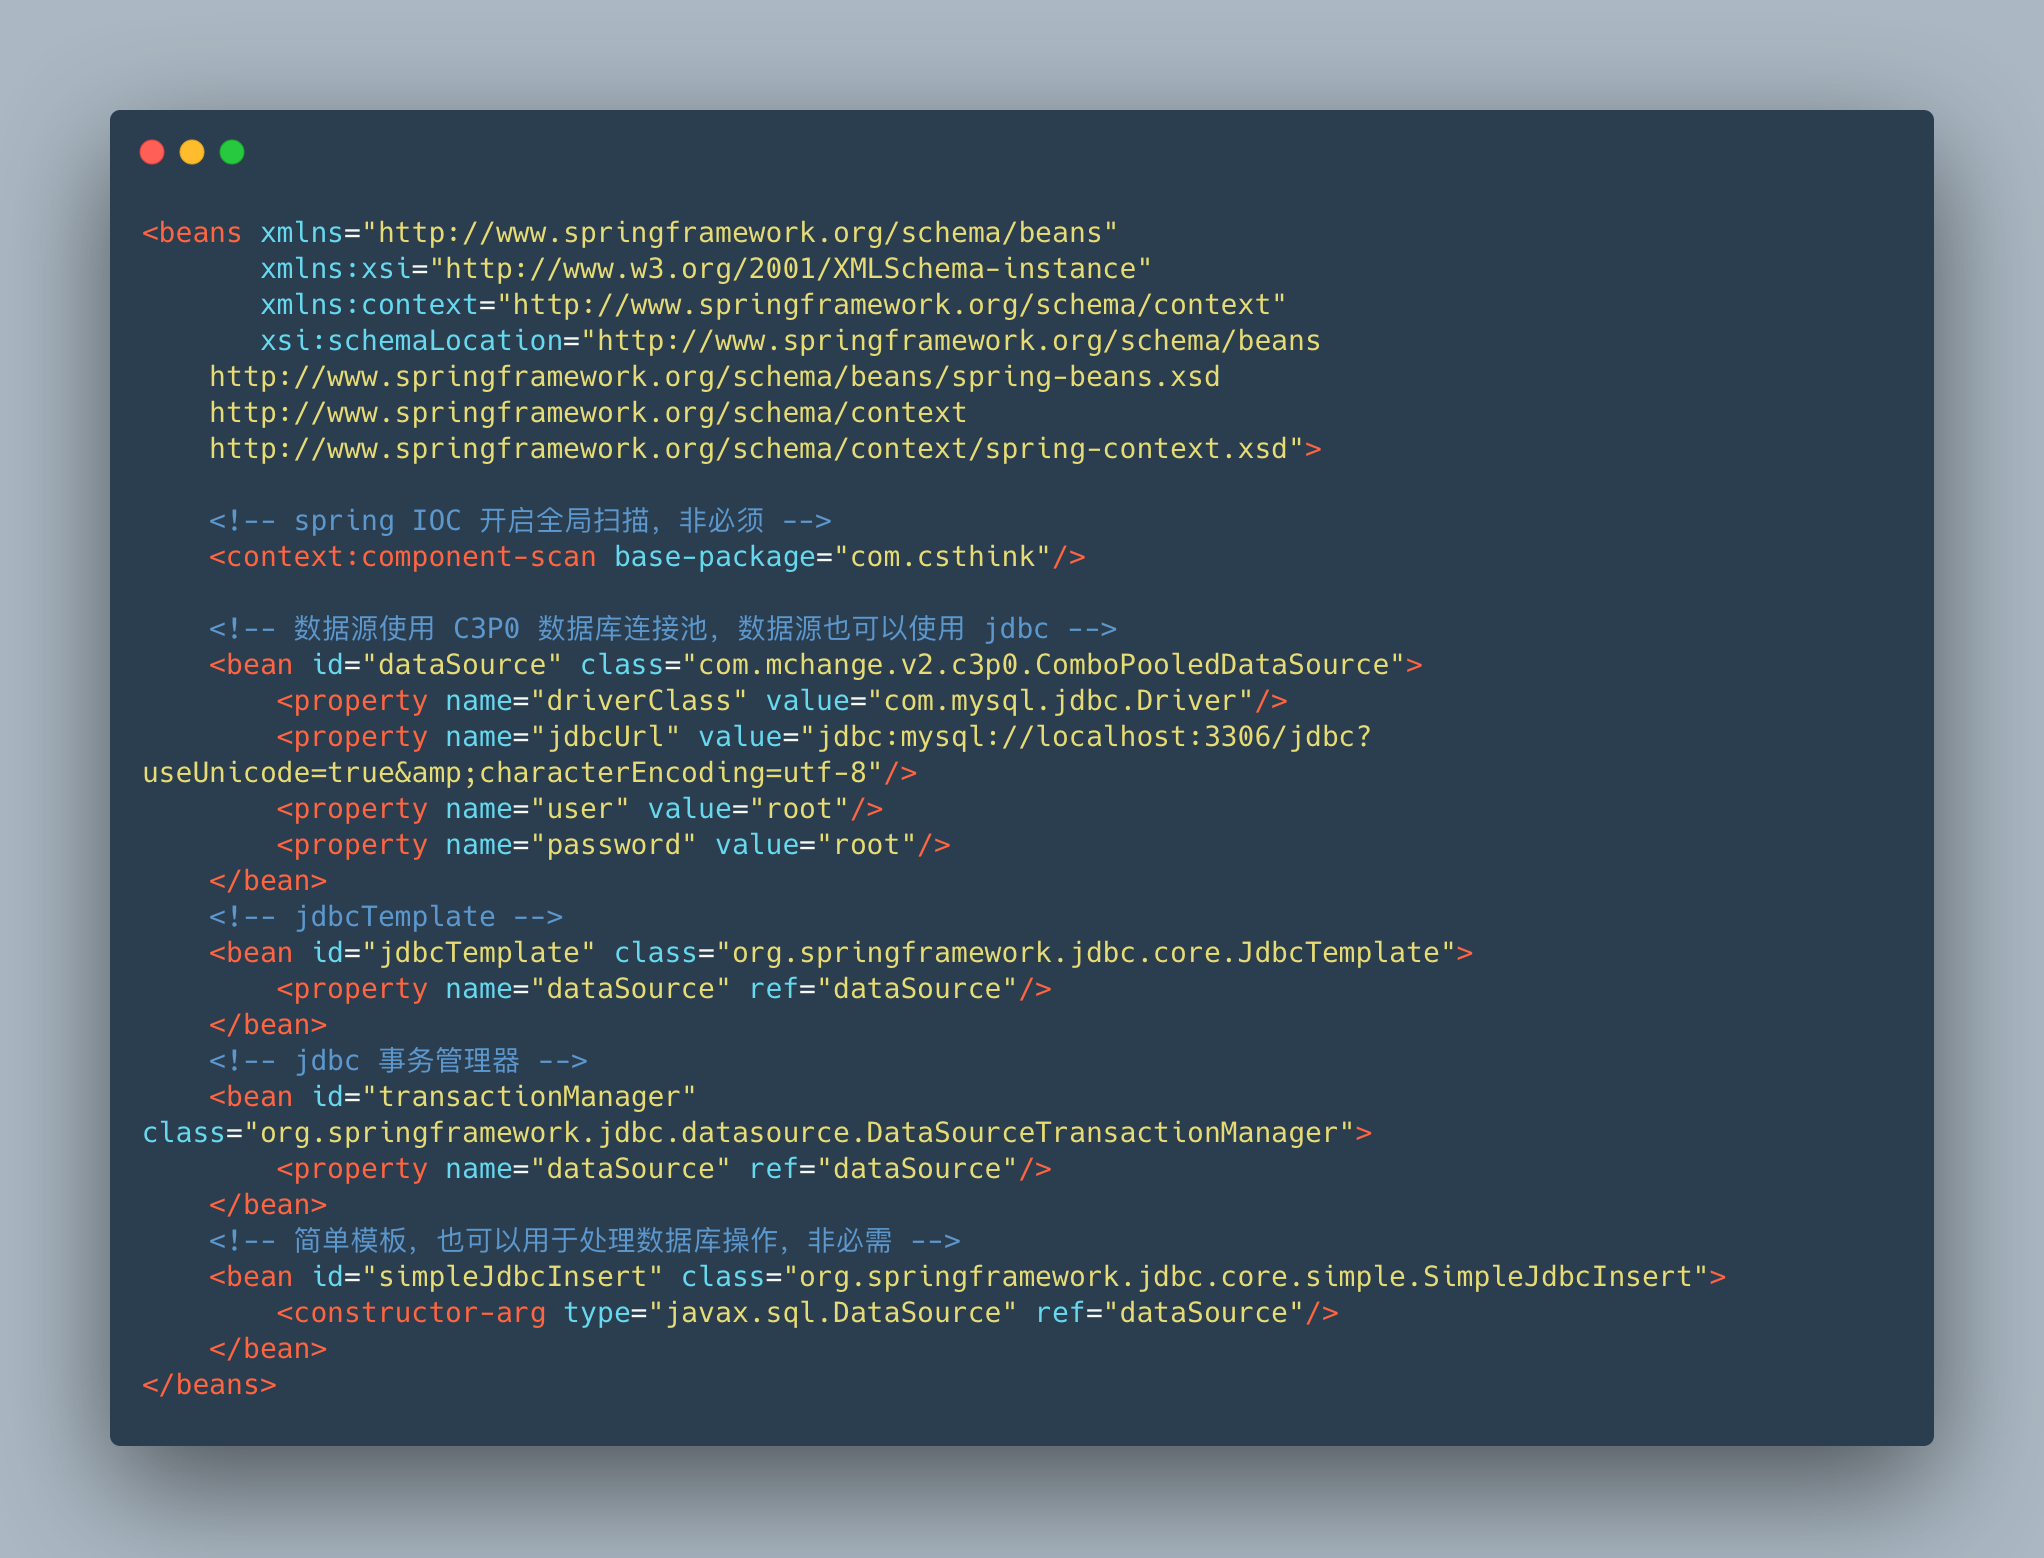 <beans xmlns="http://www.springframework.org/schema/beans"
       xmlns:xsi="http://www.w3.org/2001/XMLSchema-instance"
       xmlns:context="http://www.springframework.org/schema/context"
       xsi:schemaLocation="http://www.springframework.org/schema/beans
    http://www.springframework.org/schema/beans/spring-beans.xsd
    http://www.springframework.org/schema/context
    http://www.springframework.org/schema/context/spring-context.xsd">

    <!-- spring IOC 开启全局扫描，非必须 -->
    <context:component-scan base-package="com.csthink"/>

    <!-- 数据源使用 C3P0 数据库连接池，数据源也可以使用 jdbc -->
    <bean id="dataSource" class="com.mchange.v2.c3p0.ComboPooledDataSource">
        <property name="driverClass" value="com.mysql.jdbc.Driver"/>
        <property name="jdbcUrl" value="jdbc:mysql://localhost:3306/jdbc?
useUnicode=true&amp;characterEncoding=utf-8"/>
        <property name="user" value="root"/>
        <property name="password" value="root"/>
    </bean>
    <!-- jdbcTemplate -->
    <bean id="jdbcTemplate" class="org.springframework.jdbc.core.JdbcTemplate">
        <property name="dataSource" ref="dataSource"/>
    </bean>
    <!-- jdbc 事务管理器 -->
    <bean id="transactionManager"
class="org.springframework.jdbc.datasource.DataSourceTransactionManager">
        <property name="dataSource" ref="dataSource"/>
    </bean>
    <!-- 简单模板，也可以用于处理数据库操作，非必需 -->
    <bean id="simpleJdbcInsert" class="org.springframework.jdbc.core.simple.SimpleJdbcInsert">
        <constructor-arg type="javax.sql.DataSource" ref="dataSource"/>
    </bean>
</beans>